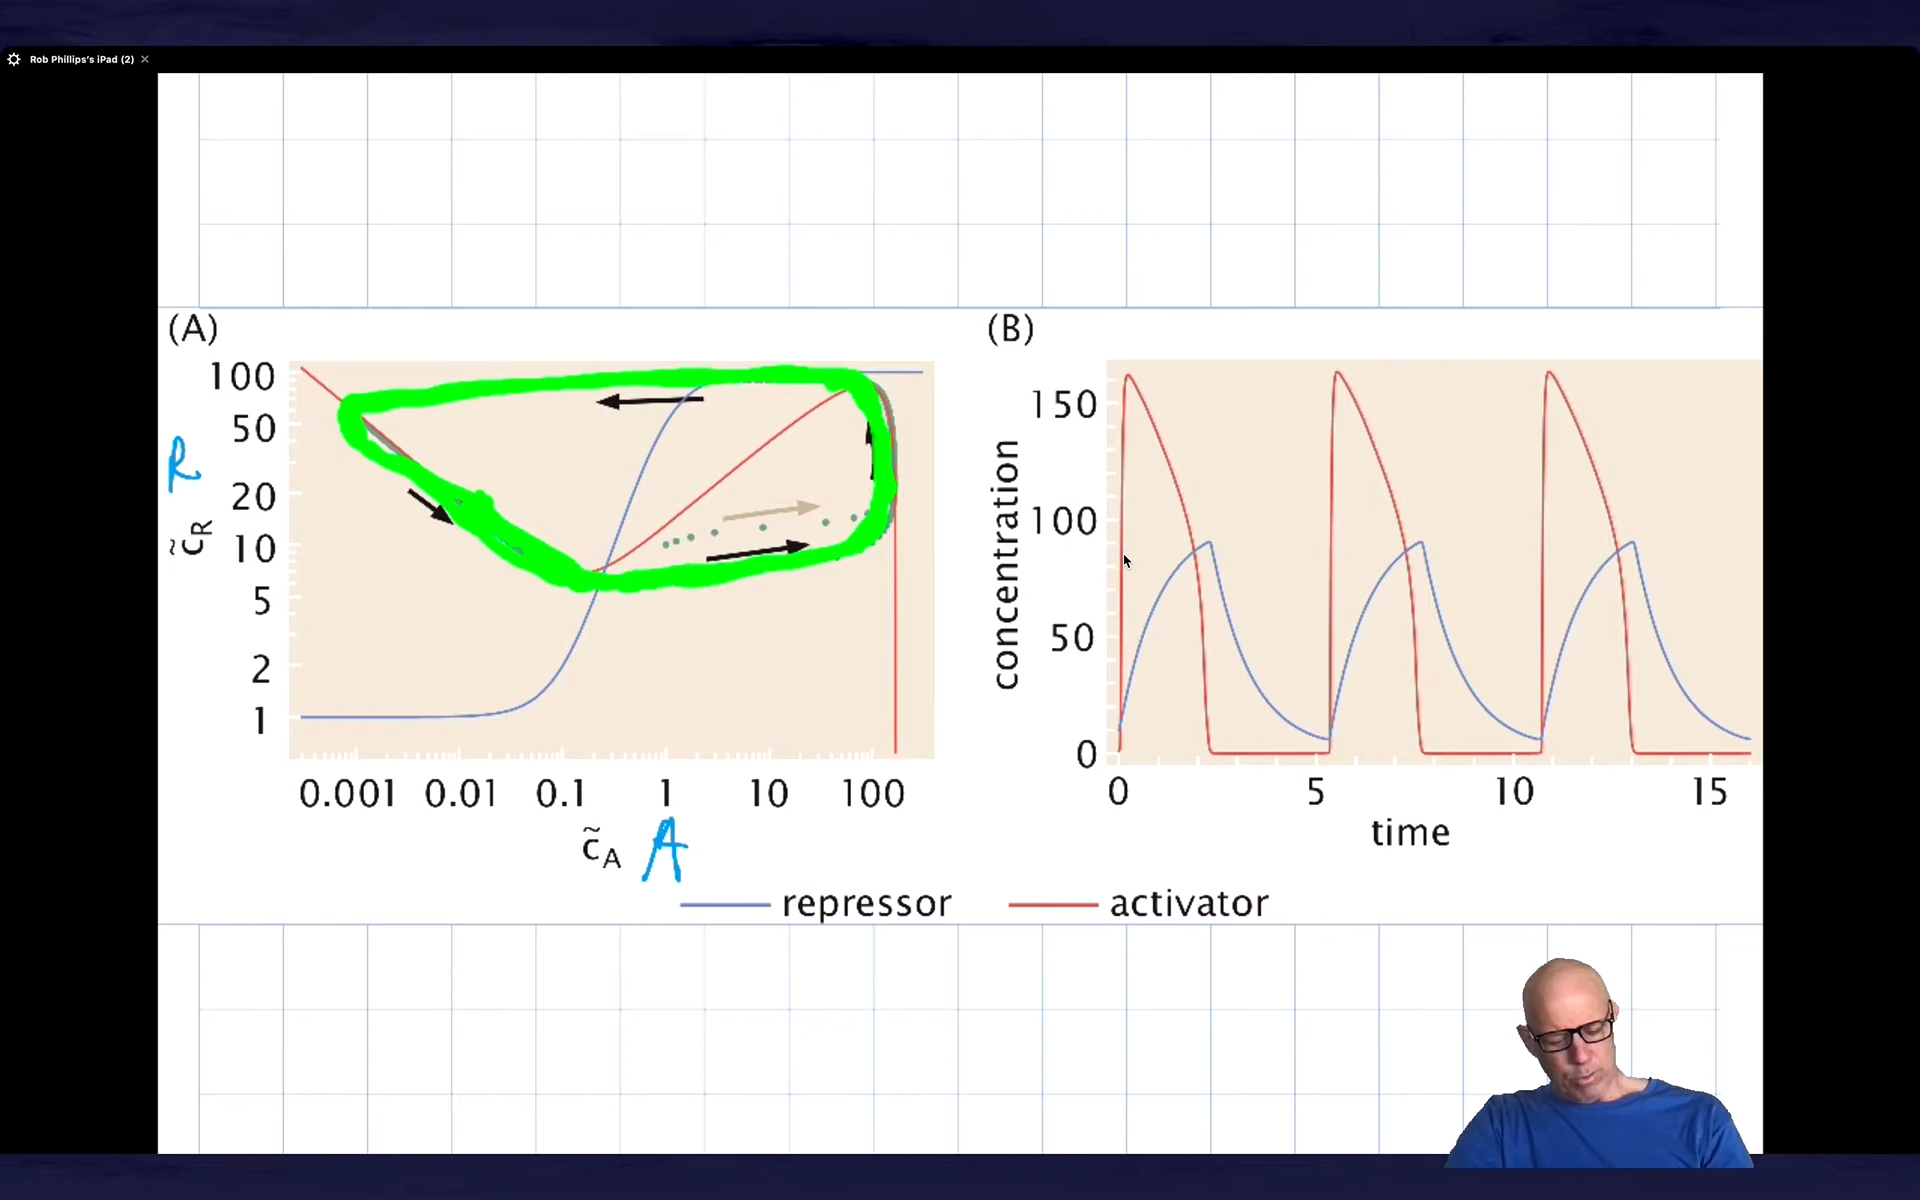 Rob Phillips's iPad (2)
(A)
100
50
20
10
5
2
1
R
c̃R
0.001 0.01 0.1 1 10 100
c̃A A
(B)
150
100
50
0
concentration
0 5 10 15
time
repressor activator